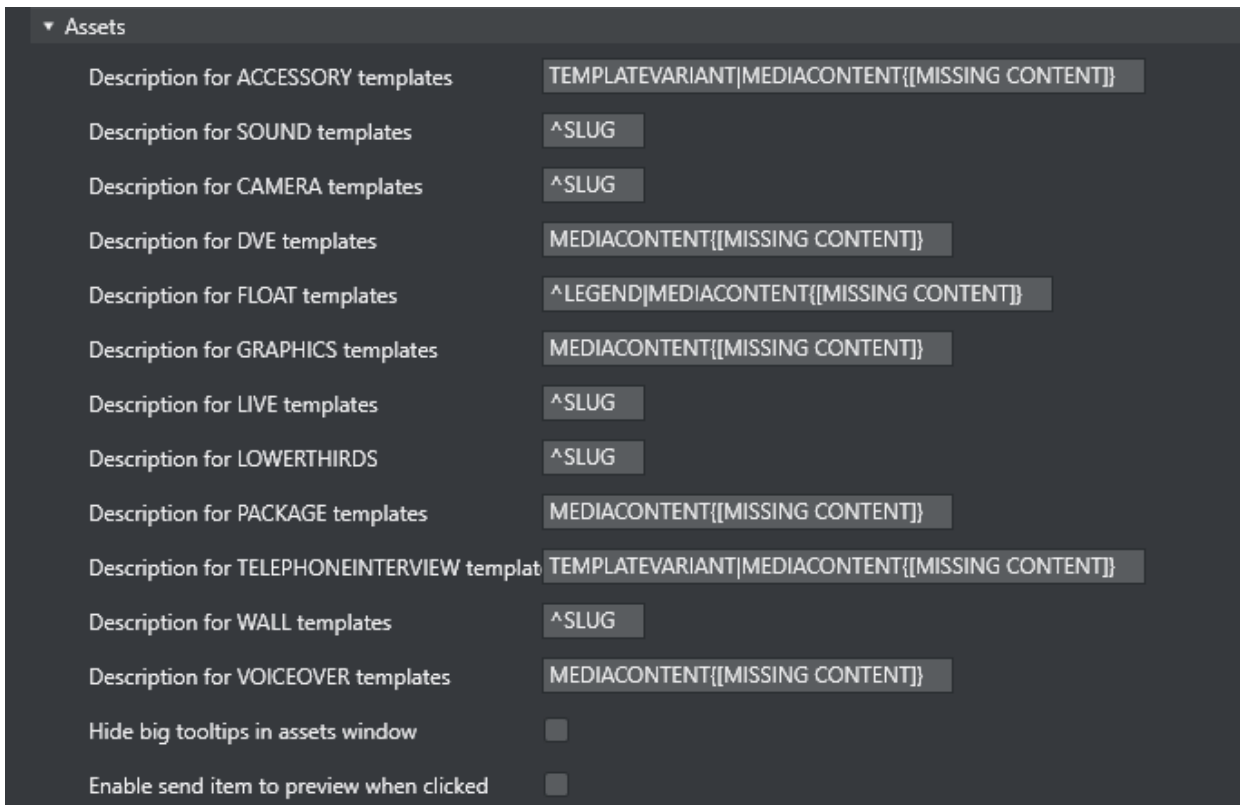 Assets
Description for ACCESSORY templates TEMPLATEVARIANT|MEDIACONTENT{[MISSING CONTENT]}
Description for SOUND templates ^SLUG
Description for CAMERA templates ^SLUG
Description for DVE templates MEDIACONTENT{[MISSING CONTENT]}
Description for FLOAT templates ^LEGEND|MEDIACONTENT{[MISSING CONTENT]}
Description for GRAPHICS templates MEDIACONTENT{[MISSING CONTENT]}
Description for LIVE templates ^SLUG
Description for LOWERTHIRDS ^SLUG
Description for PACKAGE templates MEDIACONTENT{[MISSING CONTENT]}
Description for TELEPHONEINTERVIEW templat TEMPLATEVARIANT|MEDIACONTENT{[MISSING CONTENT]}
Description for WALL templates ^SLUG
Description for VOICEOVER templates MEDIACONTENT{[MISSING CONTENT]}
Hide big tooltips in assets window
Enable send item to preview when clicked